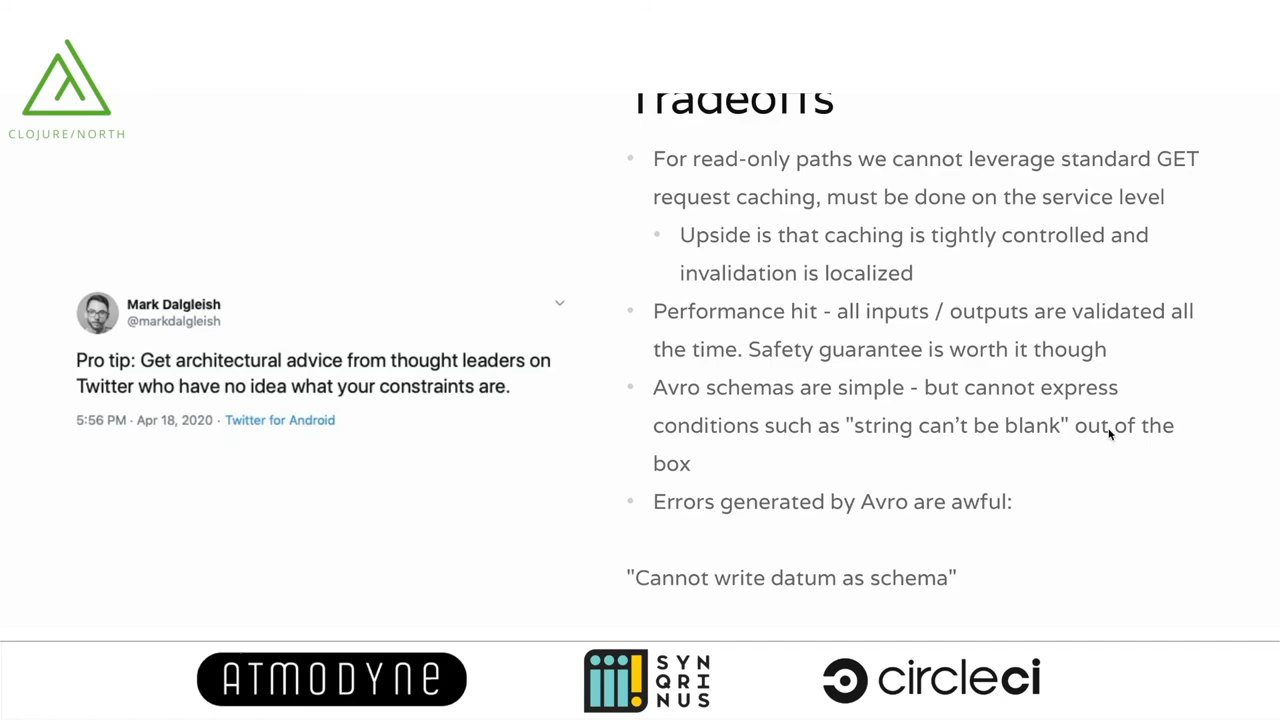 CLOJURE/NORTH
Tradeoffs
• For read-only paths we cannot leverage standard GET
request caching, must be done on the service level
• Upside is that caching is tightly controlled and
invalidation is localized
• Performance hit - all inputs / outputs are validated all
the time. Safety guarantee is worth it though
• Avro schemas are simple - but cannot express
conditions such as "string can’t be blank" out of the
box
• Errors generated by Avro are awful:
"Cannot write datum as schema"
Mark Dalgleish
@markdalgleish
Pro tip: Get architectural advice from thought leaders on
Twitter who have no idea what your constraints are.
5:56 PM · Apr 18, 2020 · Twitter for Android
ATMODYNE
SYN
QRI
NUS
circleci